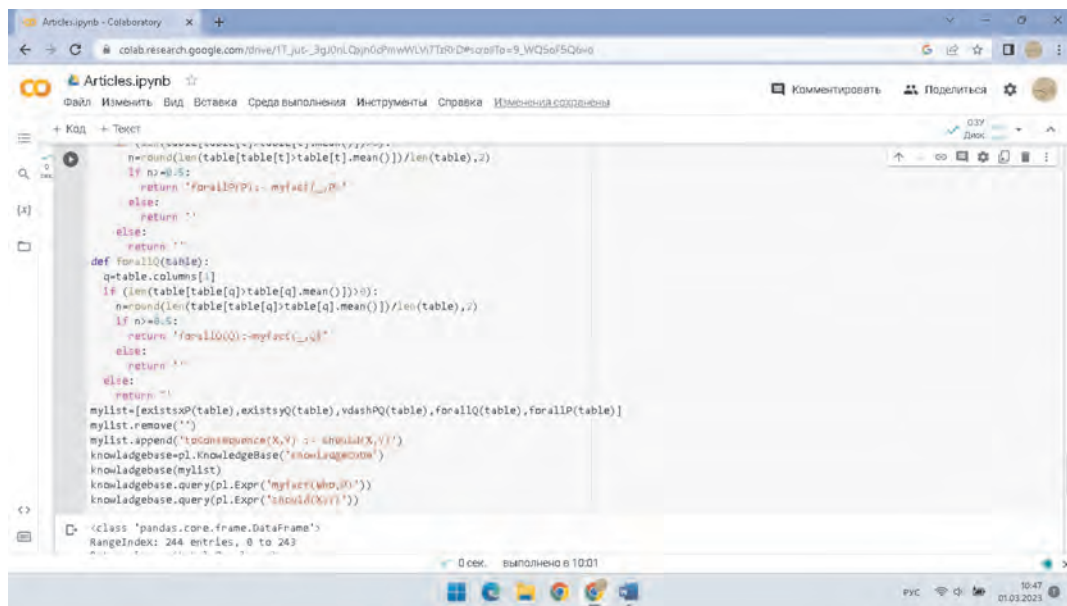 Articles.ipynb - Colaboratory
Articles.ipynb
Комментировать
Поделиться
Файл Изменить Вид Вставка Среда выполнения Инструменты Справка Изменения сохранены
+ Код + Текст
ОЗУ
Диск
n=round(len(table[table[t]>table[t].mean()])/len(table),2)
if n>=0.5:
return 'forallP(P):- myfact(_,P)'
else:
return ''
else:
return ''
def forallQ(table):
q=table.columns[1]
if (len(table[table[q]>table[q].mean()])>0):
n=round(len(table[table[q]>table[q].mean()])/len(table),2)
if n>=0.5:
return 'forallQ(Q):-myfact(_,Q)'
else:
return ''
else:
return ''
mylist=[existsxP(table),existsyQ(table),vdashPQ(table),forallQ(table),forallP(table)]
mylist.remove('')
mylist.append('toConsequence(X,Y) :- should(X,Y)')
knowladgebase=pl.KnowledgeBase('knowladgebase')
knowladgebase(mylist)
knowladgebase.query(pl.Expr('myfact(Who,P)'))
knowladgebase.query(pl.Expr('should(X,Y)'))
<class 'pandas.core.frame.DataFrame'>
RangeIndex: 244 entries, 0 to 243
0 сек. выполнено в 10:01
РУС
10:47
01.03.2023